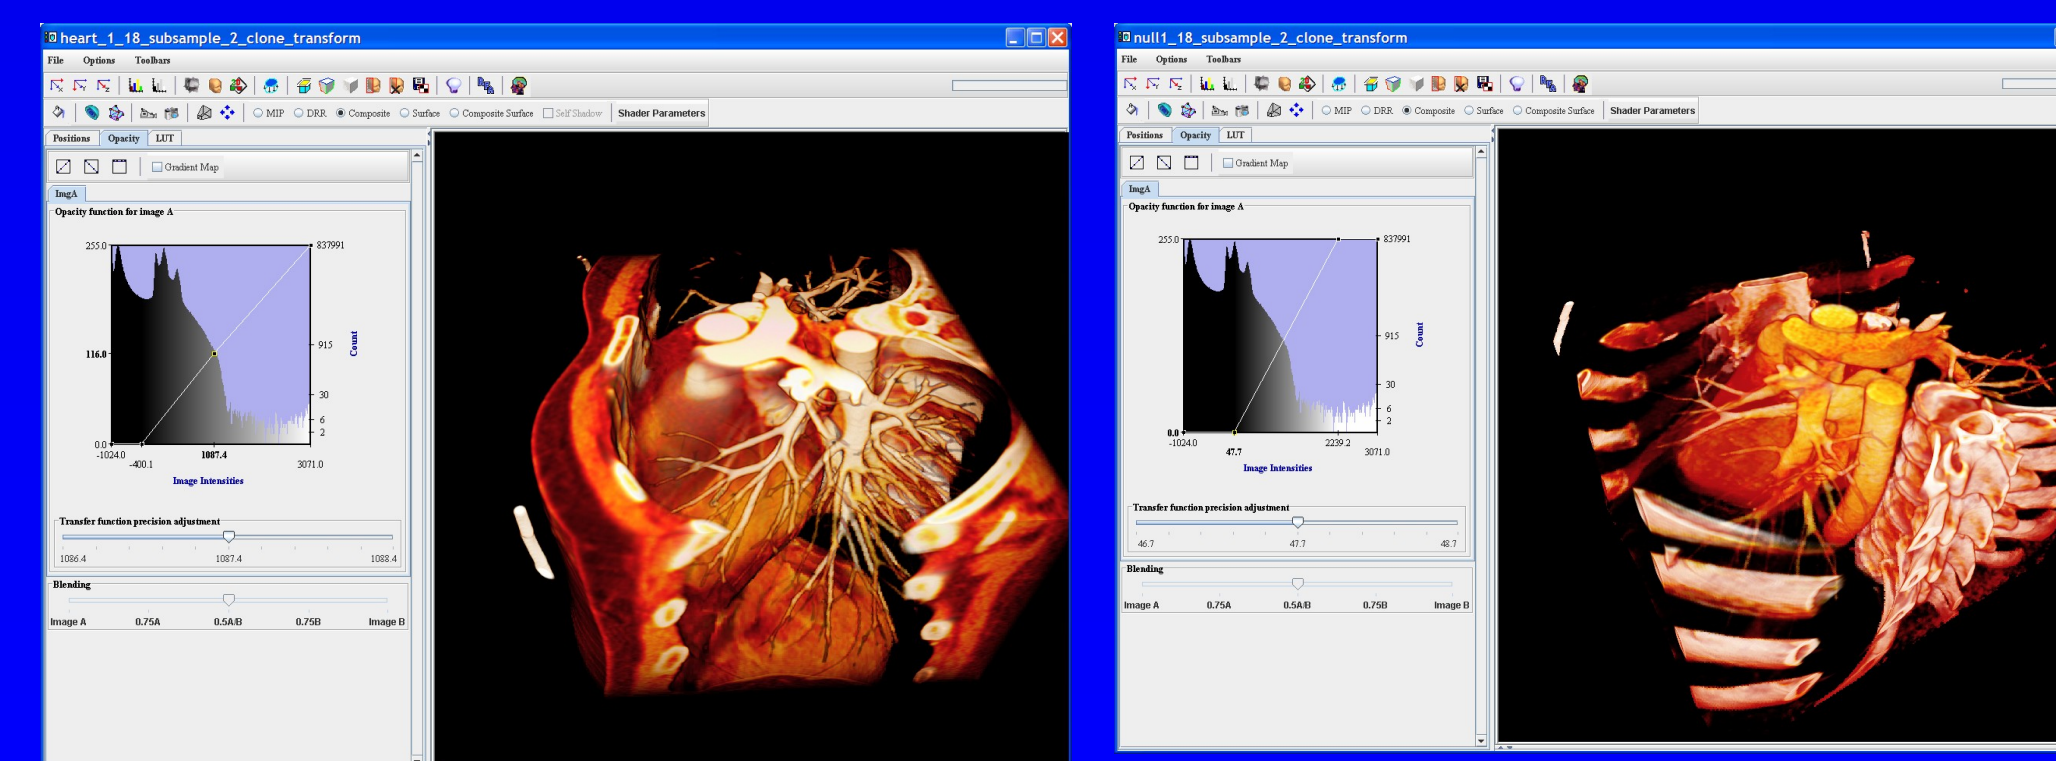 heart_1_18_subsample_2_clone_transform
File Options Toolbars
MIP DRR Composite Surface Composite Surface Self Shadow Shader Parameters
Positions Opacity LUT
Gradient Map
ImgA
Opacity function for image A
255.0 837991
915
116.0
Count
30
6
2
0.0
-1024.0 1087.4
-400.1 3071.0
Image Intensities
Transfer function precision adjustment
1086.4 1087.4 1088.4
Blending
Image A 0.75A 0.5A/B 0.75B Image B
null1_18_subsample_2_clone_transform
File Options Toolbars
MIP DRR Composite Surface Composite Surface Shader Parameters
Positions Opacity LUT
Gradient Map
ImgA
Opacity function for image A
255.0 837991
915
Count
30
6
2
0.0
-1024.0 2239.2
47.7 3071.0
Image Intensities
Transfer function precision adjustment
46.7 47.7 48.7
Blending
Image A 0.75A 0.5A/B 0.75B Image B